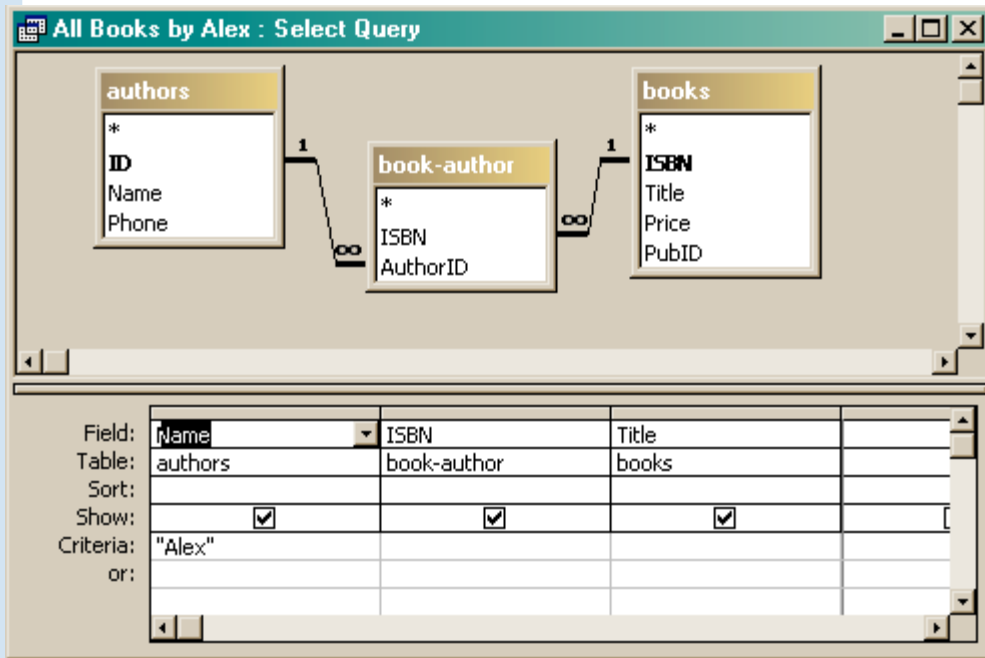 All Books by Alex : Select Query
authors
*
ID
Name
Phone
1
∞
book-author
*
ISBN
AuthorID
∞
1
books
*
ISBN
Title
Price
PubID
Field: Name ISBN Title
Table: authors book-author books
Sort:
Show:
Criteria: "Alex"
or: